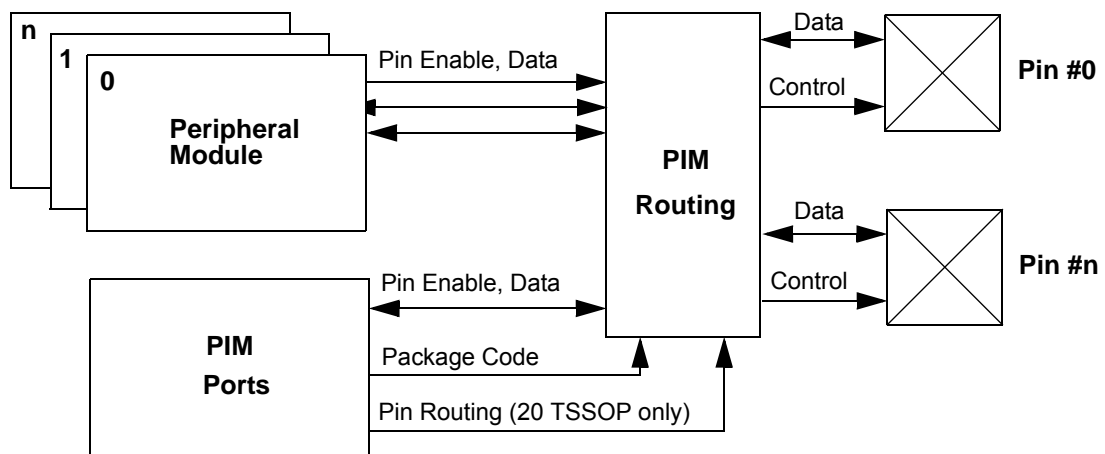 n
1
0
Peripheral
Module
Pin Enable, Data
PIM
Routing
Data
Control
Pin #0
Data
Control
Pin #n
PIM
Ports
Pin Enable, Data
Package Code
Pin Routing (20 TSSOP only)